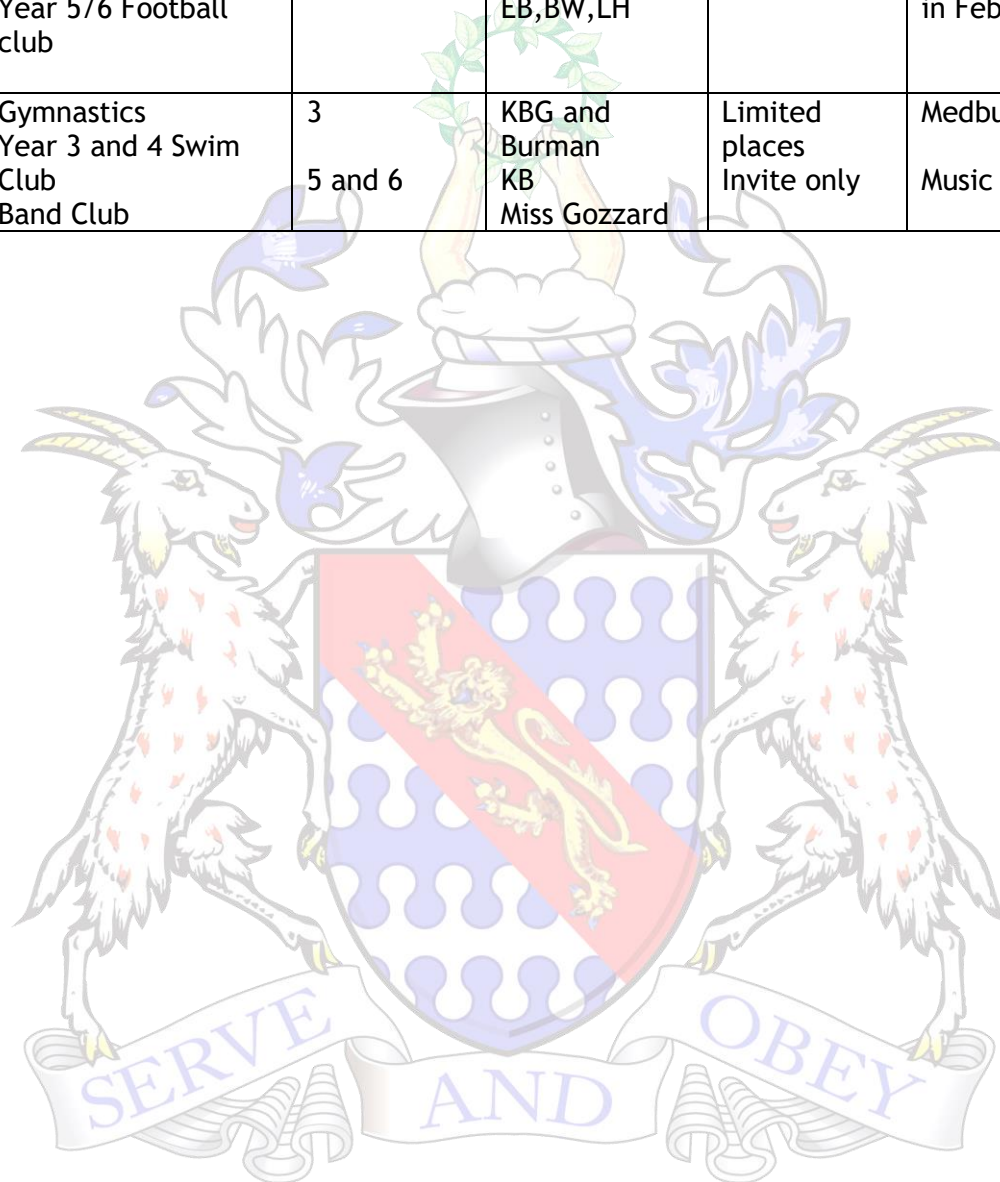 Year 5/6 Football
club
EB,BW,LH
in Feb
Gymnastics
Year 3 and 4 Swim
Club
Band Club
3
5 and 6
KBG and
Burman
KB
Miss Gozzard
Limited
places
Invite only
Music
SERVE
AND
OBEY